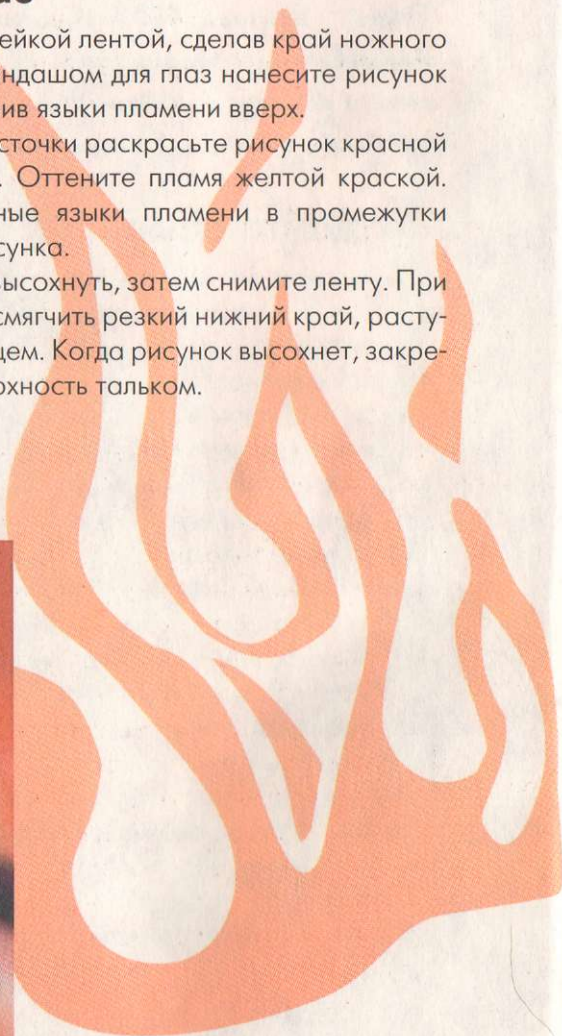 ейкой лентой, сделав край ножного
ндашом для глаз нанесите рисунок
ив языки пламени вверх.
сточки раскрасьте рисунок красной
. Оттените пламя желтой краской.
ные языки пламени в промежутки
сунка.
высохнуть, затем снимите ленту. При
смягчить резкий нижний край, расту-
цем. Когда рисунок высохнет, закре-
рхность тальком.